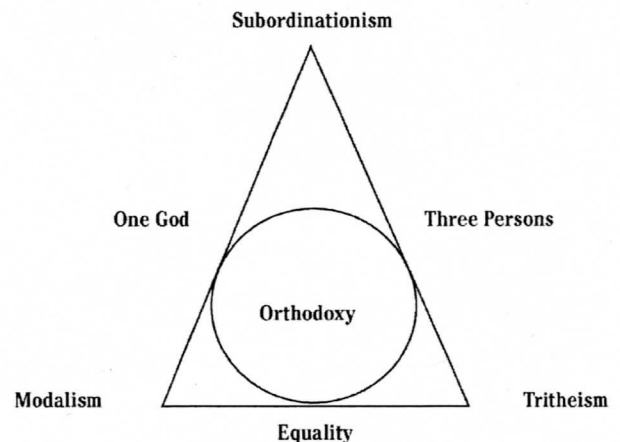 Subordinationism
One God
Three Persons
Orthodoxy
Modalism
Tritheism
Equality